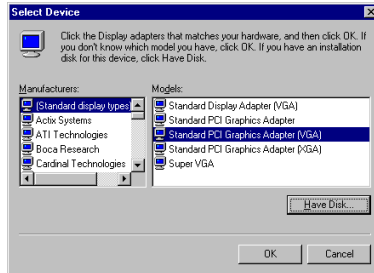 Select Device
Click the Display adapters that matches your hardware, and then click OK. If
you don't know which model you have, click OK. If you have an installation
disk for this device, click Have Disk.
Manufacturers:
(Standard display types
Actix Systems
ATI Technologies
Boca Research
Cardinal Technologies
Models:
Standard Display Adapter (VGA)
Standard PCI Graphics Adapter
Standard PCI Graphics Adapter (VGA)
Standard PCI Graphics Adapter (XGA)
Super VGA
Have Disk...
OK
Cancel